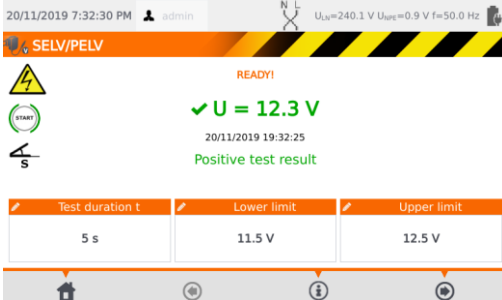 20/11/2019 7:32:30 PM admin N L ULN=240.1 V UNPE=0.9 V f=50.0 Hz
SELV/PELV
READY!
START
U = 12.3 V
20/11/2019 19:32:25
S
Positive test result
Test duration t Lower limit Upper limit
5 s 11.5 V 12.5 V